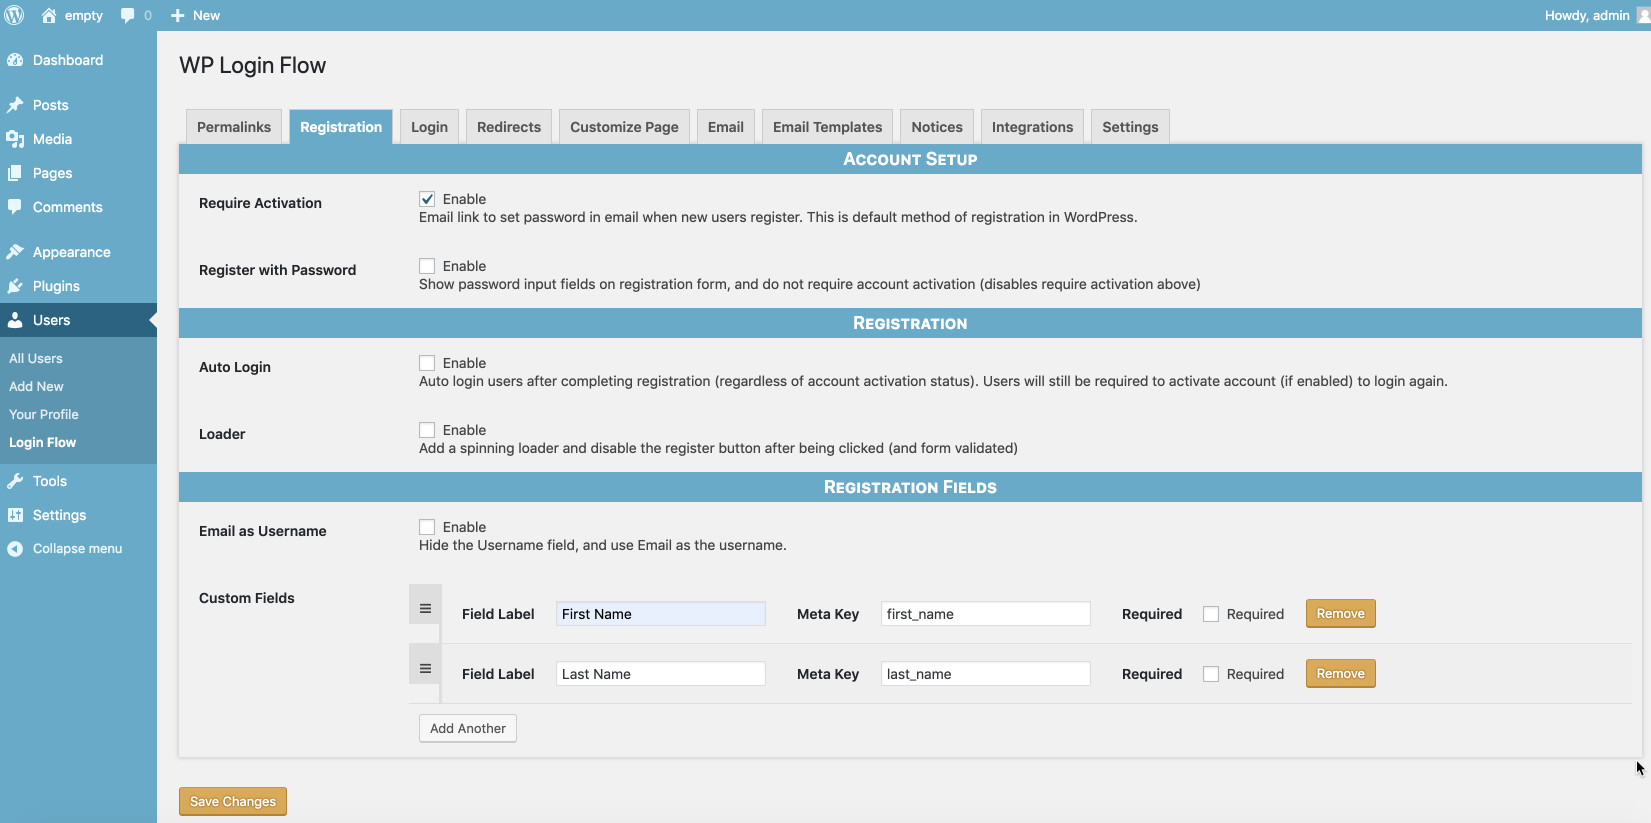 empty 0 New Howdy, admin
Dashboard
Posts
Media
Pages
Comments
Appearance
Plugins
Users
All Users
Add New
Your Profile
Login Flow
Tools
Settings
Collapse menu
WP Login Flow
Permalinks Registration Login Redirects Customize Page Email Email Templates Notices Integrations Settings
Account Setup
Require Activation Enable
Email link to set password in email when new users register. This is default method of registration in WordPress.
Register with Password Enable
Show password input fields on registration form, and do not require account activation (disables require activation above)
Registration
Auto Login Enable
Auto login users after completing registration (regardless of account activation status). Users will still be required to activate account (if enabled) to login again.
Loader Enable
Add a spinning loader and disable the register button after being clicked (and form validated)
Registration Fields
Email as Username Enable
Hide the Username field, and use Email as the username.
Custom Fields
Field Label First Name Meta Key first_name Required Required Remove
Field Label Last Name Meta Key last_name Required Required Remove
Add Another
Save Changes